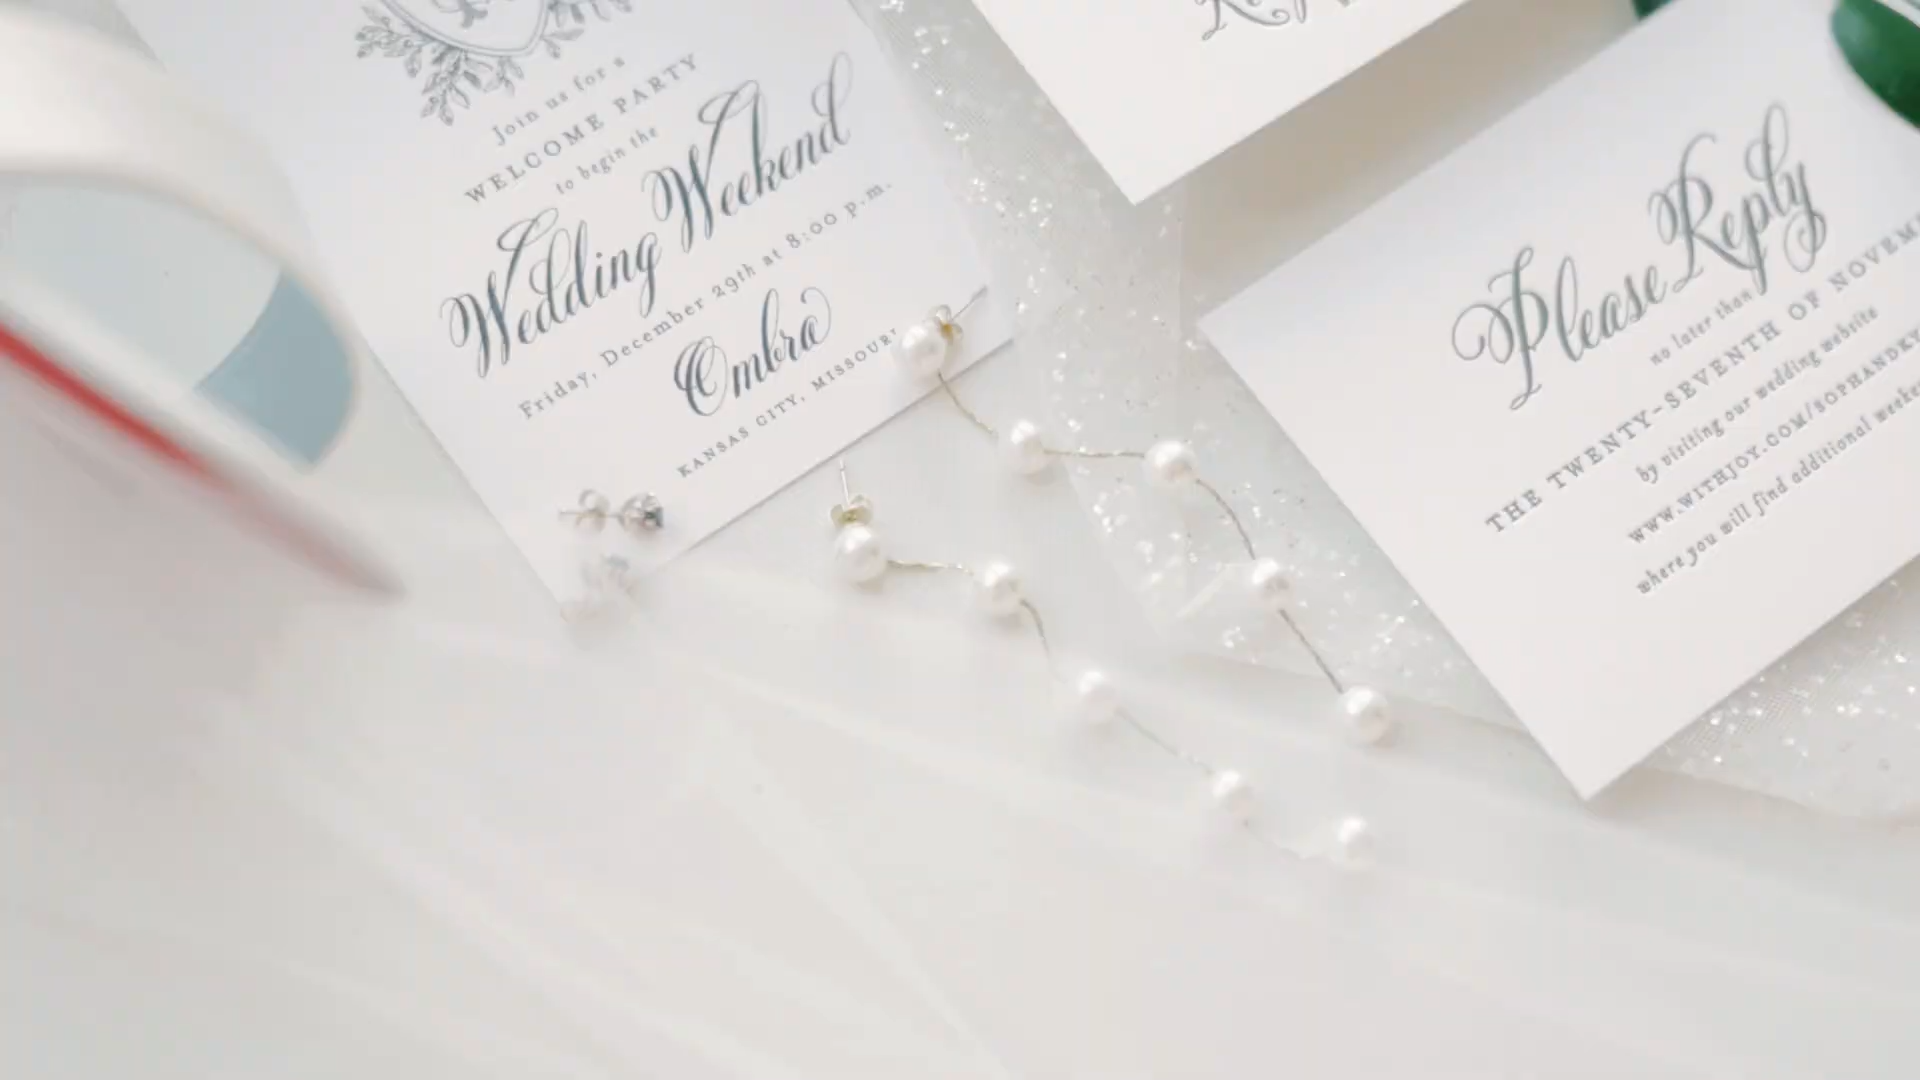 Join us for a
WELCOME PARTY
to begin the
Wedding Weekend
Friday, December 29th at 8:00 p.m.
Ombra
KANSAS CITY, MISSOURI
Please Reply
no later than
THE TWENTY-SEVENTH OF
by visiting our wedding website
www.WITHJOY.COM/SOPHANDKY
where you will find additional